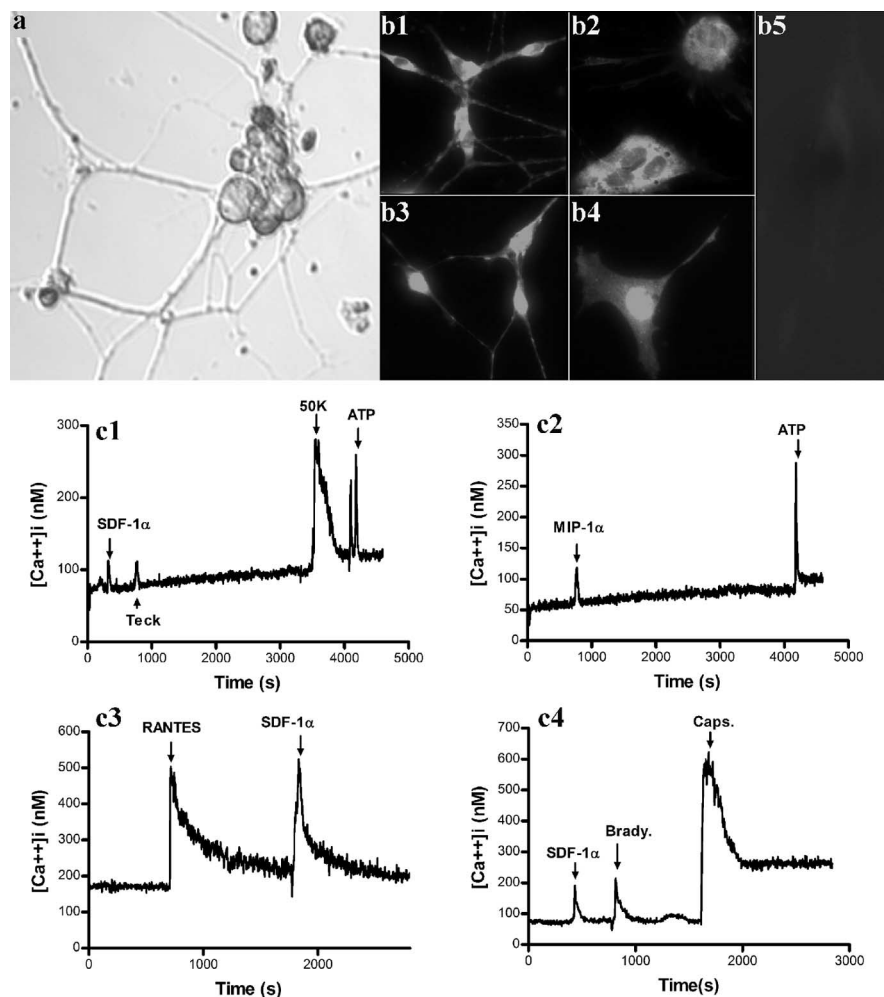 a
b1
b2
b5
b3
b4
c1
50K
ATP
SDF-1α
Teck
[Ca++]i (nM)
300
200
100
0
0 1000 2000 3000 4000 5000
Time (s)
c2
ATP
MIP-1α
[Ca++]i (nM)
350
300
250
200
150
100
50
0
0 1000 2000 3000 4000 5000
Time (s)
c3
RANTES
SDF-1α
[Ca++]i (nM)
600
500
400
300
200
100
0
0 1000 2000
Time (s)
c4
Caps.
Brady.
SDF-1α
[Ca++]i (nM)
700
600
500
400
300
200
100
0
0 1000 2000 3000
Time(s)